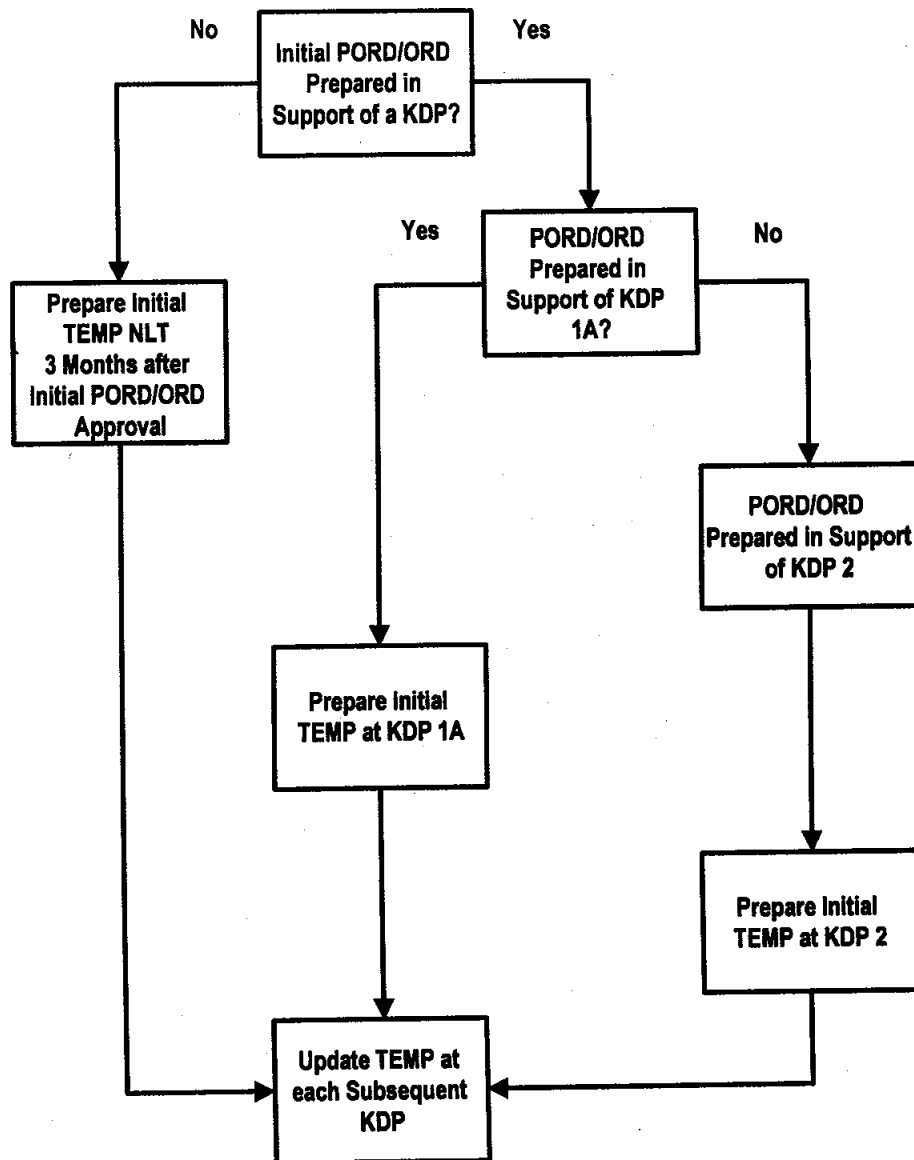 No
Yes
Initial PORD/ORD
Prepared in
Support of a KDP?
Yes
No
PORD/ORD
Prepared in
Support of KDP
1A?
Prepare Initial
TEMP NLT
3 Months after
Initial PORD/ORD
Approval
PORD/ORD
Prepared in Support
of KDP 2
Prepare Initial
TEMP at KDP 1A
Prepare Initial
TEMP at KDP 2
Update TEMP at
each Subsequent
KDP